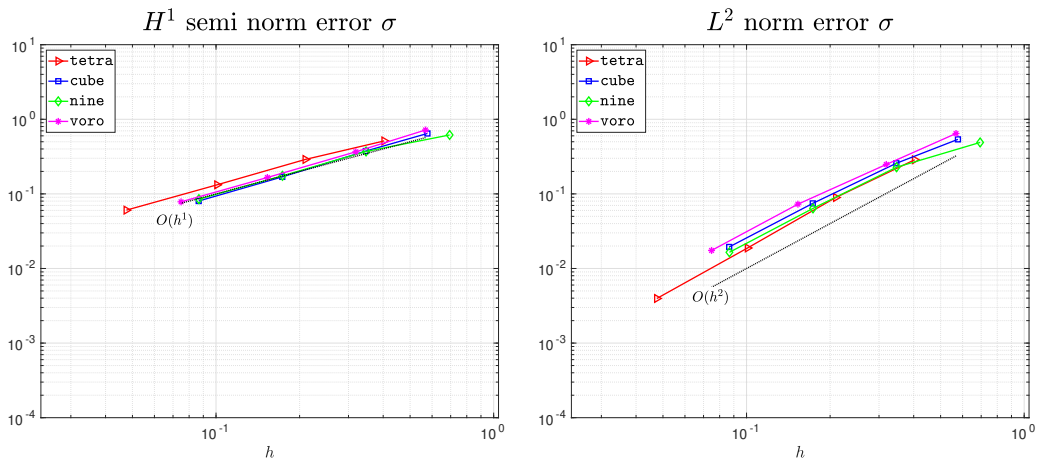 H¹ semi norm error σ
10¹
10⁰
10⁻¹
10⁻²
10⁻³
10⁻⁴
tetra
cube
nine
voro
O(h¹)
10⁻¹
10⁰
h
L² norm error σ
10¹
10⁰
10⁻¹
10⁻²
10⁻³
10⁻⁴
tetra
cube
nine
voro
O(h²)
10⁻¹
10⁰
h